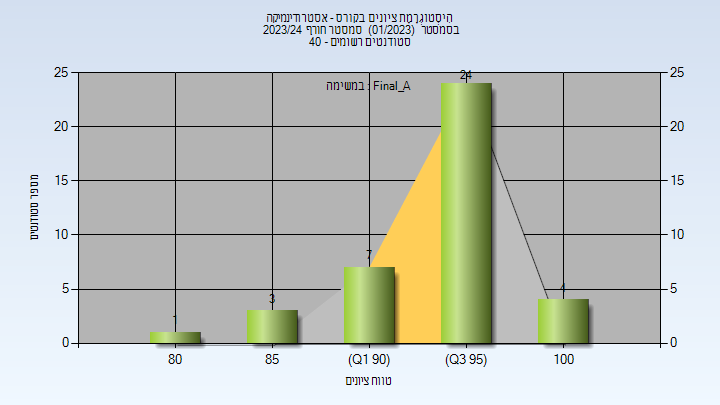 היסטוגרמת ציונים בקורס - אסטרודינמיקה
בסמסטר (01/2023) סמסטר חורף 2023/24
סטודנטים רשומים - 40
במשימה : Final_A
מספר סטודנטים
25
20
15
10
5
0
25
20
15
10
5
0
1
3
7
24
4
80
85
(Q1 90)
(Q3 95)
100
טווח ציונים